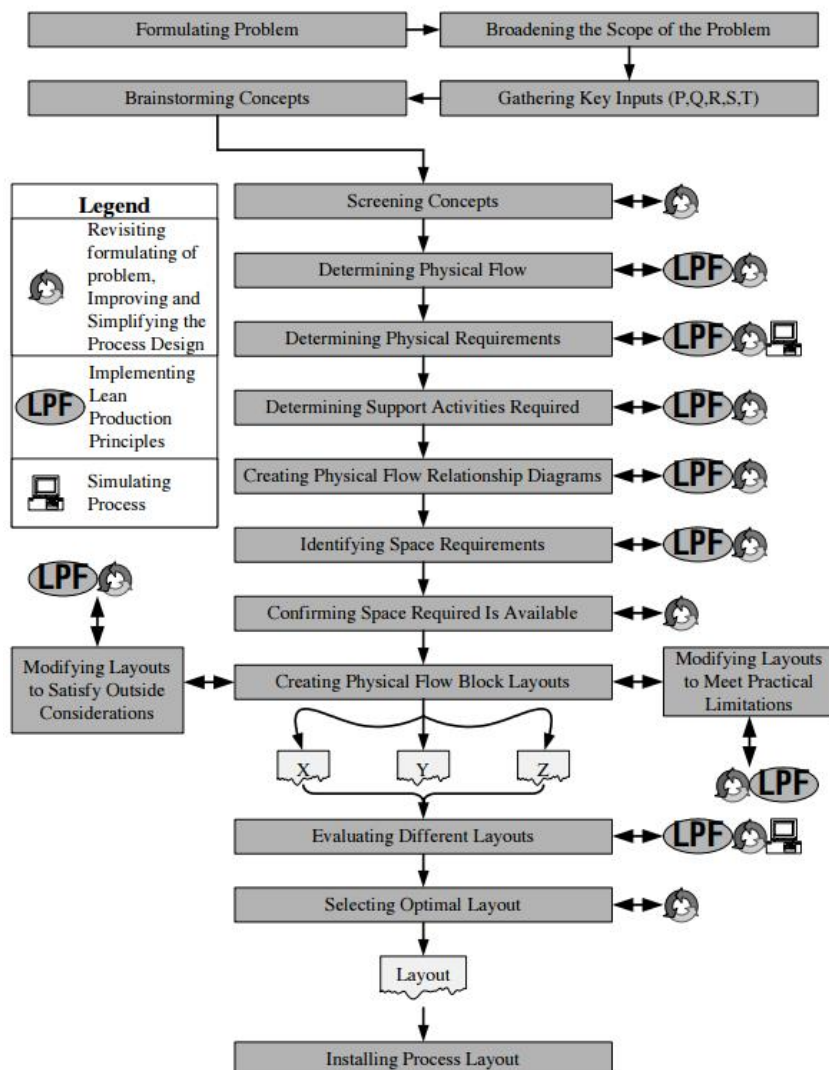 Formulating Problem
Broadening the Scope of the Problem
Brainstorming Concepts
Gathering Key Inputs (P,Q,R,S,T)
Legend
Revisiting
formulating of
problem,
Improving and
Simplifying the
Process Design
LPF
Implementing
Lean
Production
Principles
Simulating
Process
Screening Concepts
Determining Physical Flow
LPF
Determining Physical Requirements
LPF
Determining Support Activities Required
LPF
Creating Physical Flow Relationship Diagrams
LPF
Identifying Space Requirements
LPF
LPF
Confirming Space Required Is Available
Modifying Layouts
to Satisfy Outside
Considerations
Creating Physical Flow Block Layouts
Modifying Layouts
to Meet Practical
Limitations
X
Y
Z
LPF
Evaluating Different Layouts
LPF
Selecting Optimal Layout
Layout
Installing Process Layout